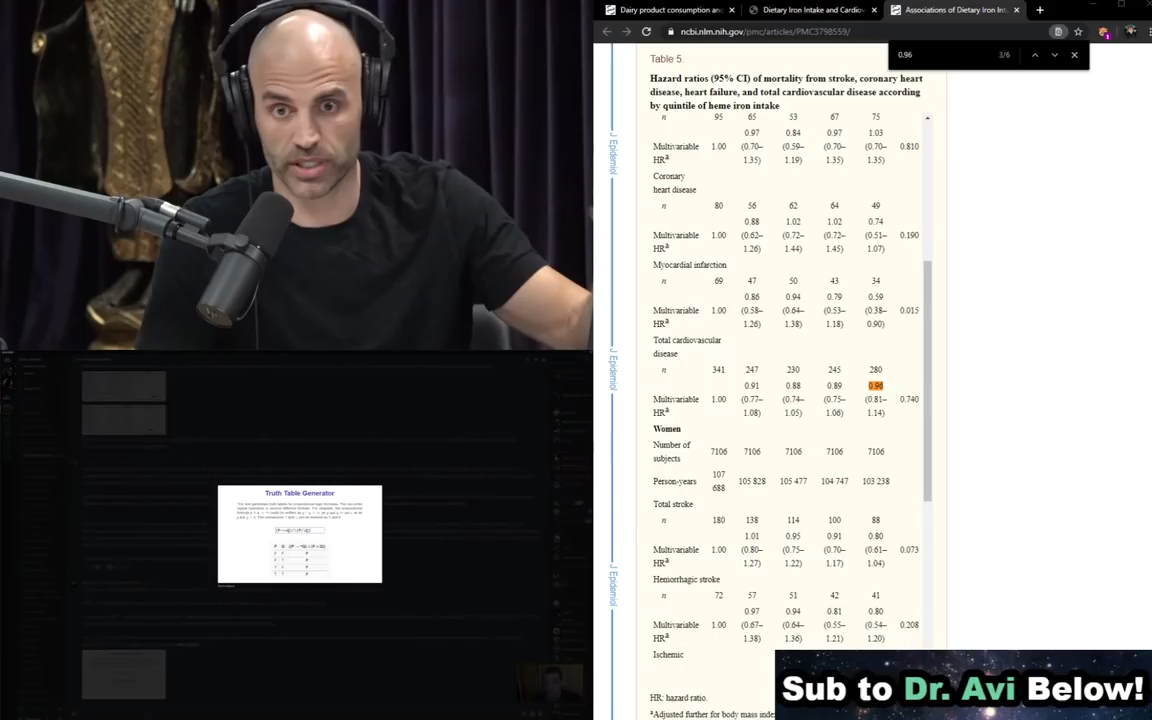 Dairy product consumption an
Dietary Iron Intake and Cardiov
Associations of Dietary Iron Int
ncbi.nlm.nih.gov/pmc/articles/PMC3798559/
0.96 3/6
Table 5.
Hazard ratios (95% CI) of mortality from stroke, coronary heart
disease, heart failure, and total cardiovascular disease according
by quintile of heme iron intake
n 95 65 53 67 75
0.97 0.84 0.97 1.03
Multivariable 1.00 (0.70– (0.59– (0.70– (0.70– 0.810
HRa 1.35) 1.19) 1.35) 1.35)
Coronary
heart disease
n 80 56 62 64 49
0.88 1.02 1.02 0.74
Multivariable 1.00 (0.62– (0.72– (0.72– (0.51– 0.190
HRa 1.26) 1.44) 1.45) 1.07)
Myocardial infarction
n 69 47 50 43 34
0.86 0.94 0.79 0.59
Multivariable 1.00 (0.58– (0.64– (0.53– (0.38– 0.015
HRa 1.26) 1.38) 1.18) 0.90)
Total cardiovascular
disease
n 341 247 230 245 280
0.91 0.88 0.89 0.96
Multivariable 1.00 (0.77– (0.74– (0.75– (0.81– 0.740
HRa 1.08) 1.05) 1.06) 1.14)
Women
Number of
subjects 7106 7106 7106 7106 7106
Person-years 107 688 105 828 105 477 104 747 103 238
Total stroke
n 180 138 114 100 88
1.01 0.95 0.91 0.80
Multivariable 1.00 (0.80– (0.75– (0.70– (0.61– 0.073
HRa 1.27) 1.22) 1.17) 1.04)
Hemorrhagic stroke
n 72 57 51 42 41
0.97 0.94 0.81 0.80
Multivariable 1.00 (0.67– (0.64– (0.55– (0.54– 0.208
HRa 1.38) 1.36) 1.21) 1.20)
Ischemic
HR: hazard ratio.
aAdjusted further for body mass inde
J Epidemiol
J Epidemiol
J Epidemiol
Truth Table Generator
Sub to Dr. Avi Below!